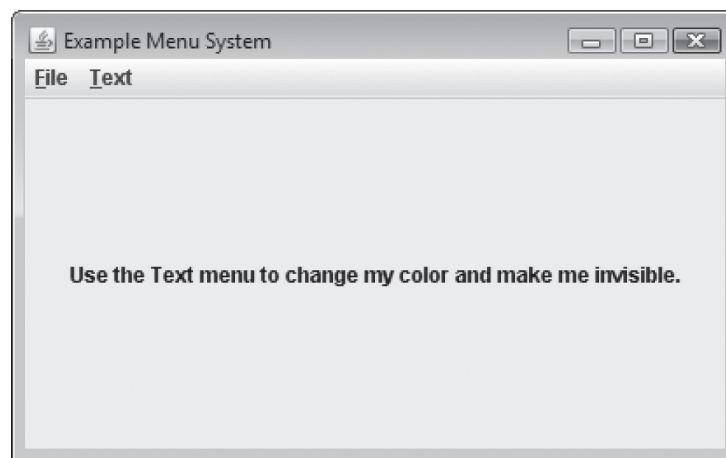 Example Menu System
File Text
Use the Text menu to change my color and make me invisible.